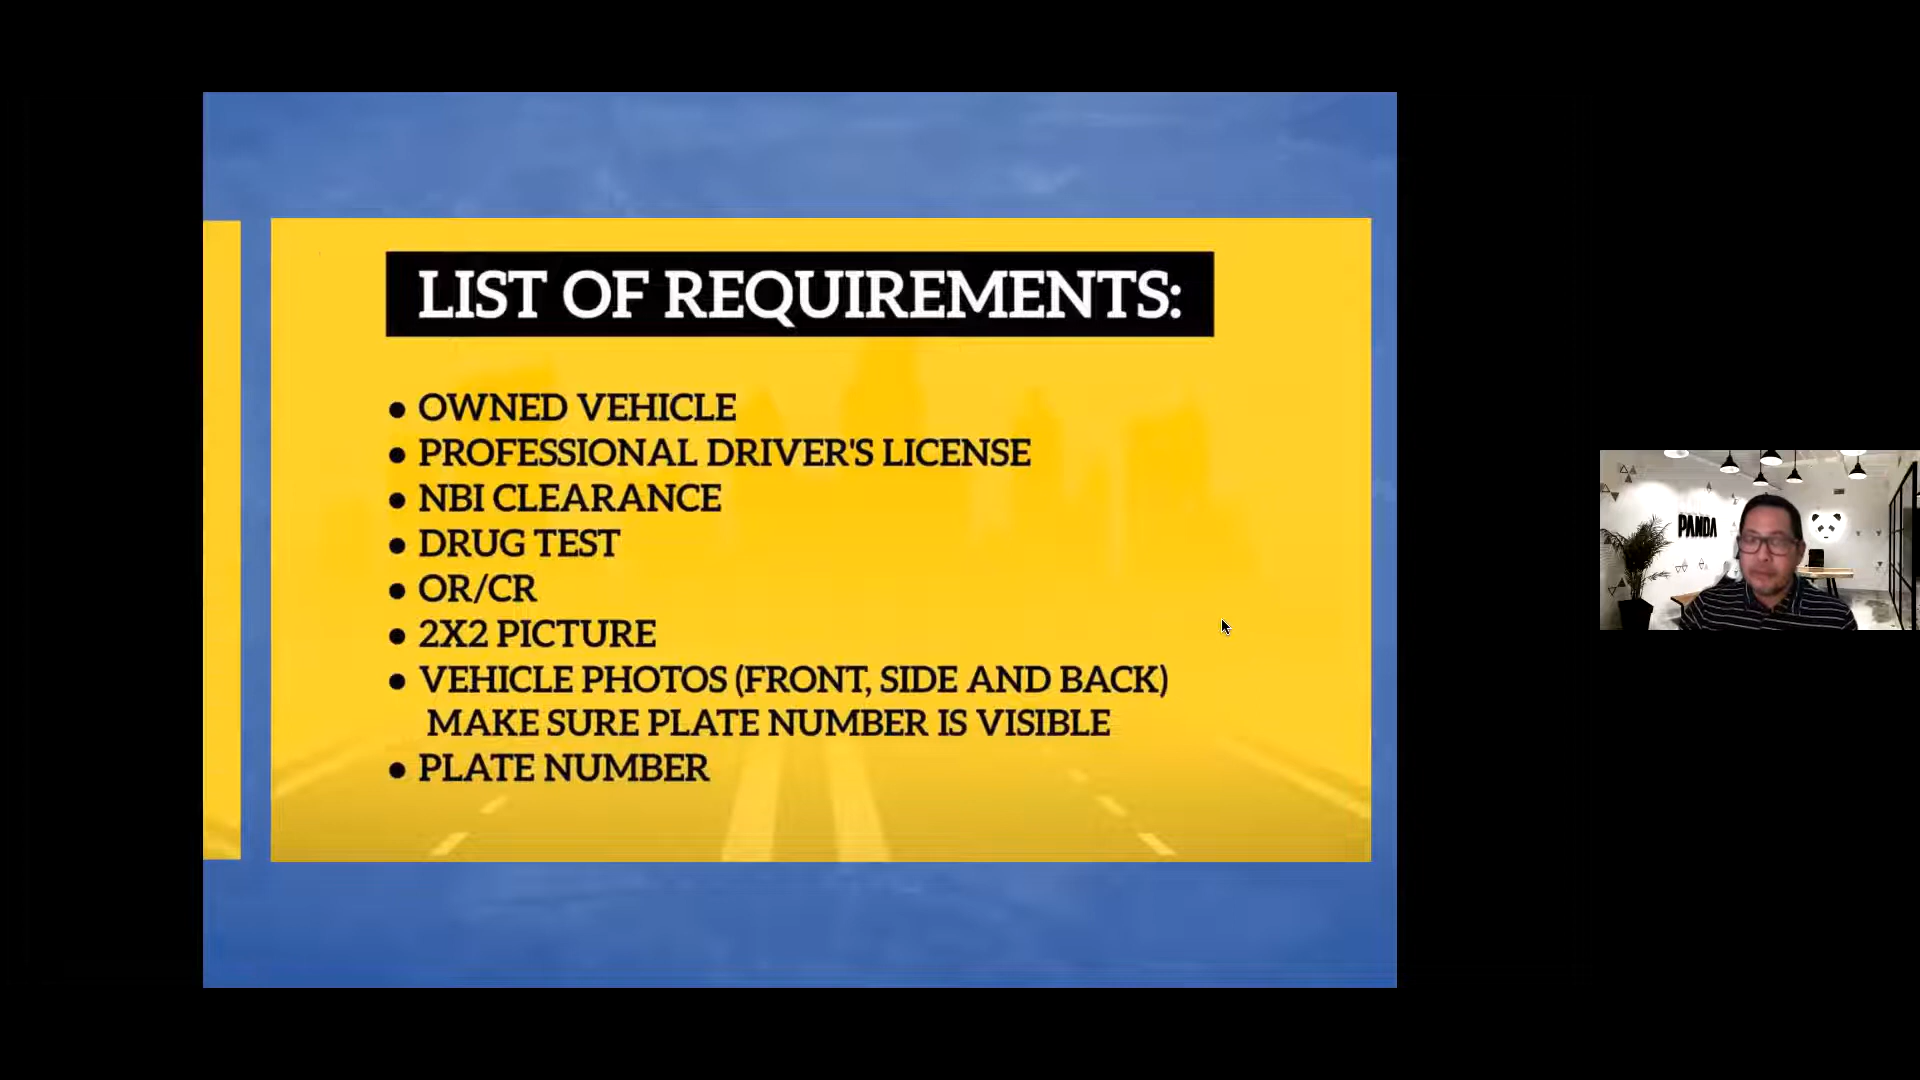 LIST OF REQUIREMENTS:
● OWNED VEHICLE
● PROFESSIONAL DRIVER'S LICENSE
● NBI CLEARANCE
● DRUG TEST
● OR/CR
● 2X2 PICTURE
● VEHICLE PHOTOS (FRONT, SIDE AND BACK)
MAKE SURE PLATE NUMBER IS VISIBLE
● PLATE NUMBER
PANDA